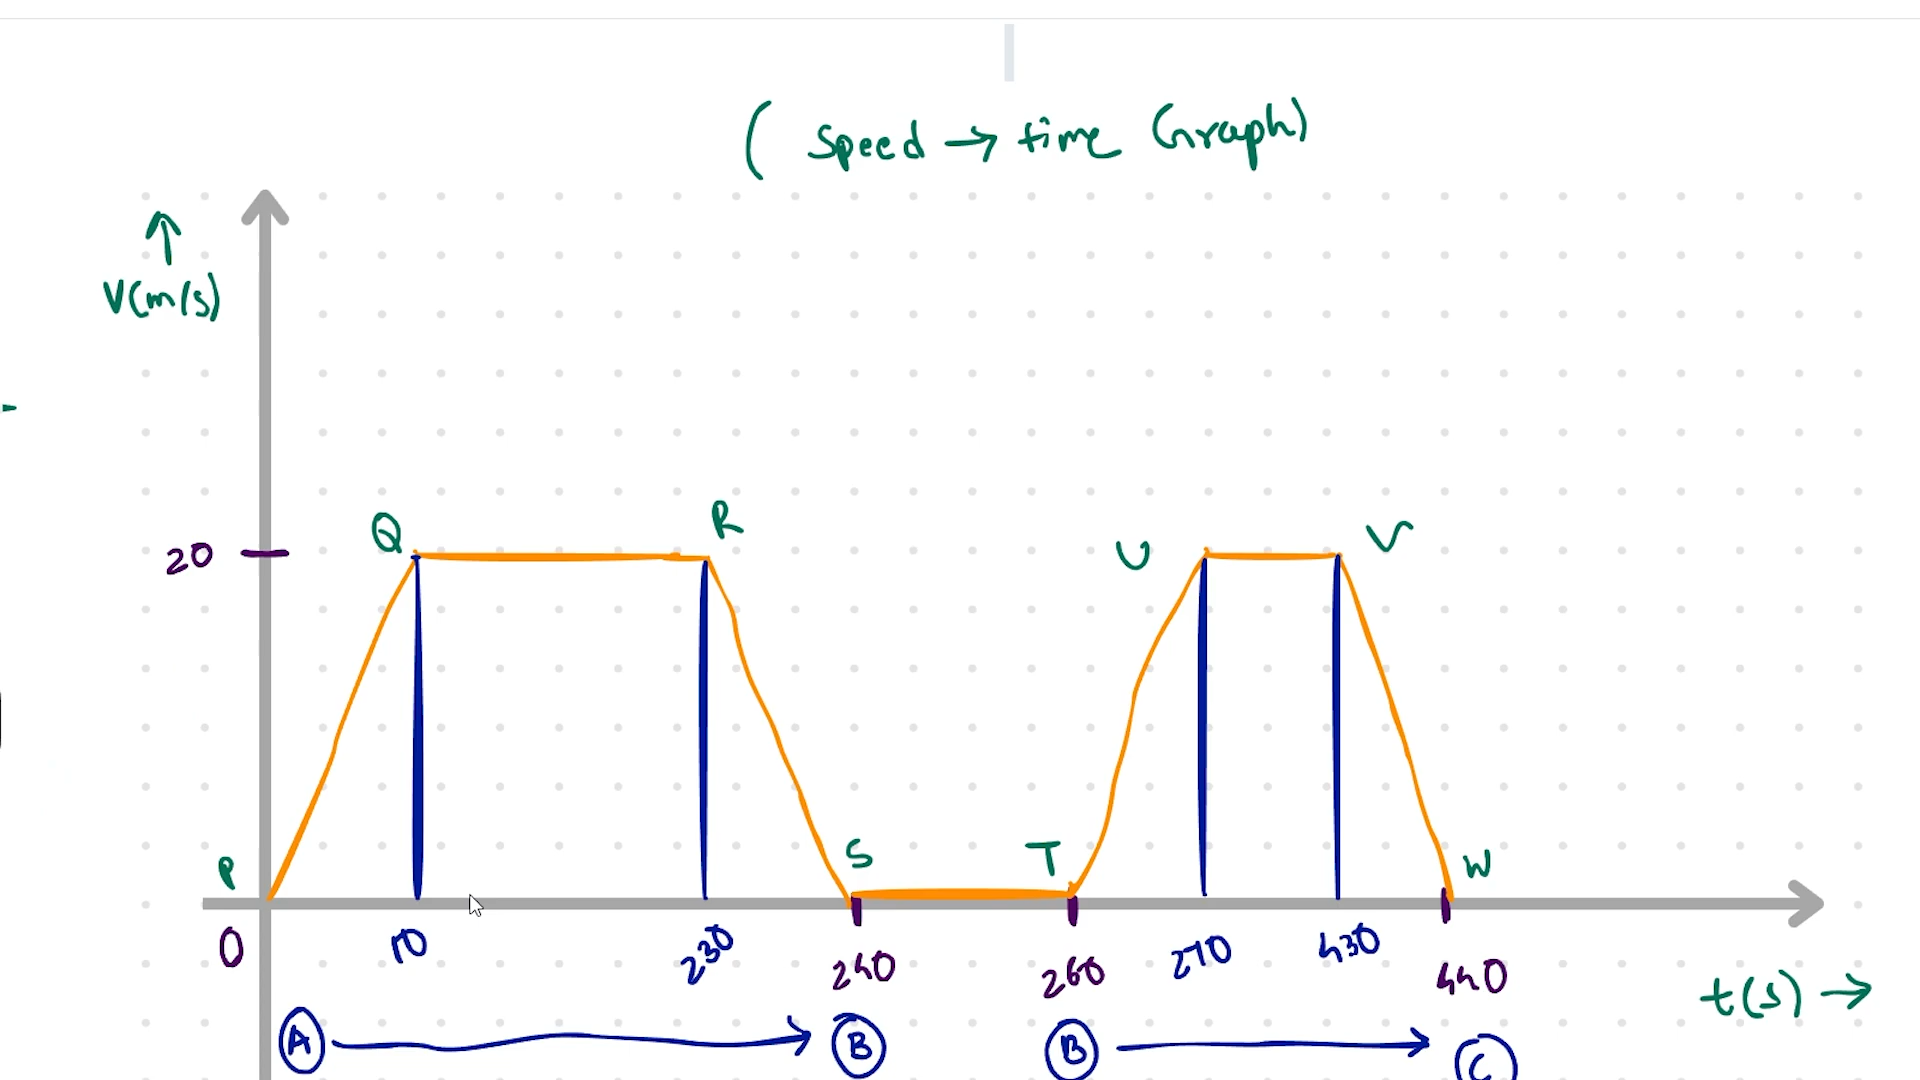 (Speed → time Graph)
↑
V(m/s)
Q R U V
20
P S T W
0 10 230 240 260 270 430 440
t(s) →
A → B B → C